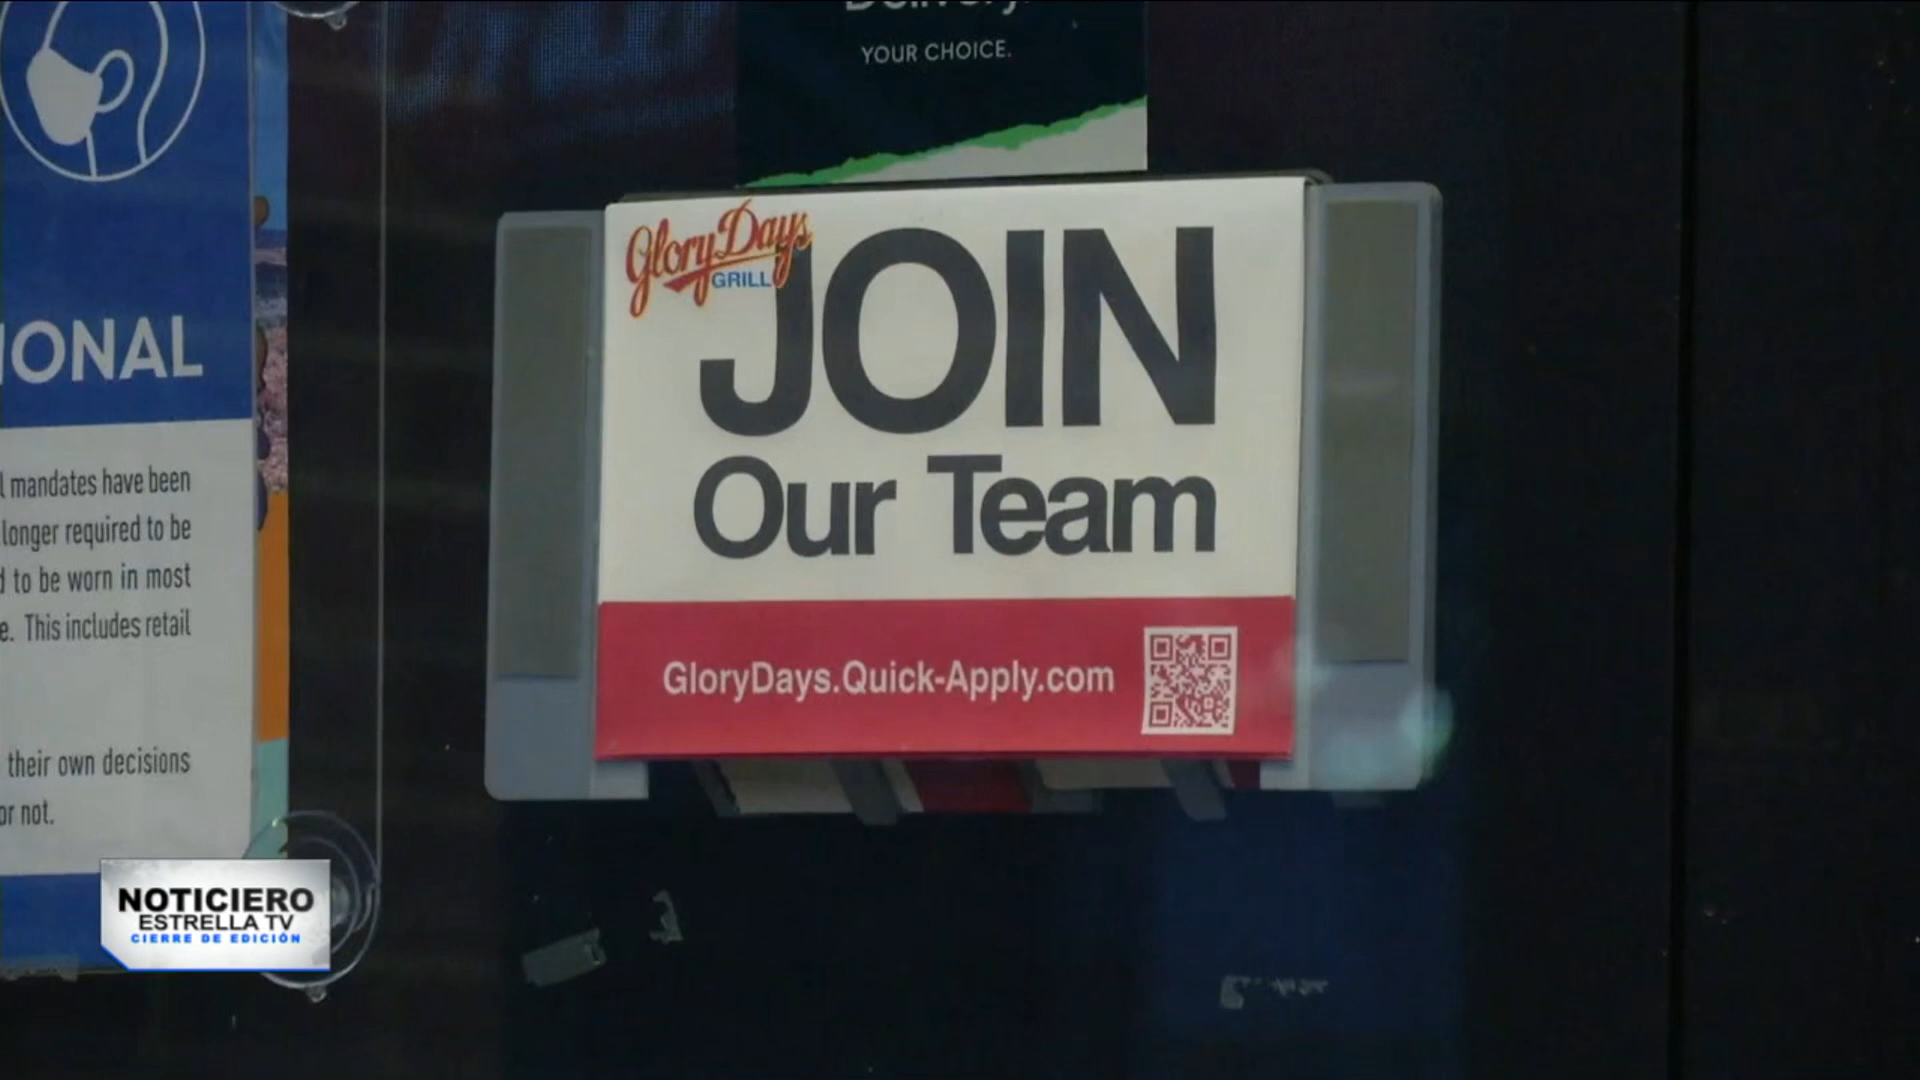 Delivery.
YOUR CHOICE.
Glory Days
GRILL
JOIN
Our Team
GloryDays.Quick-Apply.com
IONAL
mandates have been
longer required to be
to be worn in most
This includes retail
their own decisions
or not.
NOTICIERO
ESTRELLA TV
CIERRE DE EDICIÓN